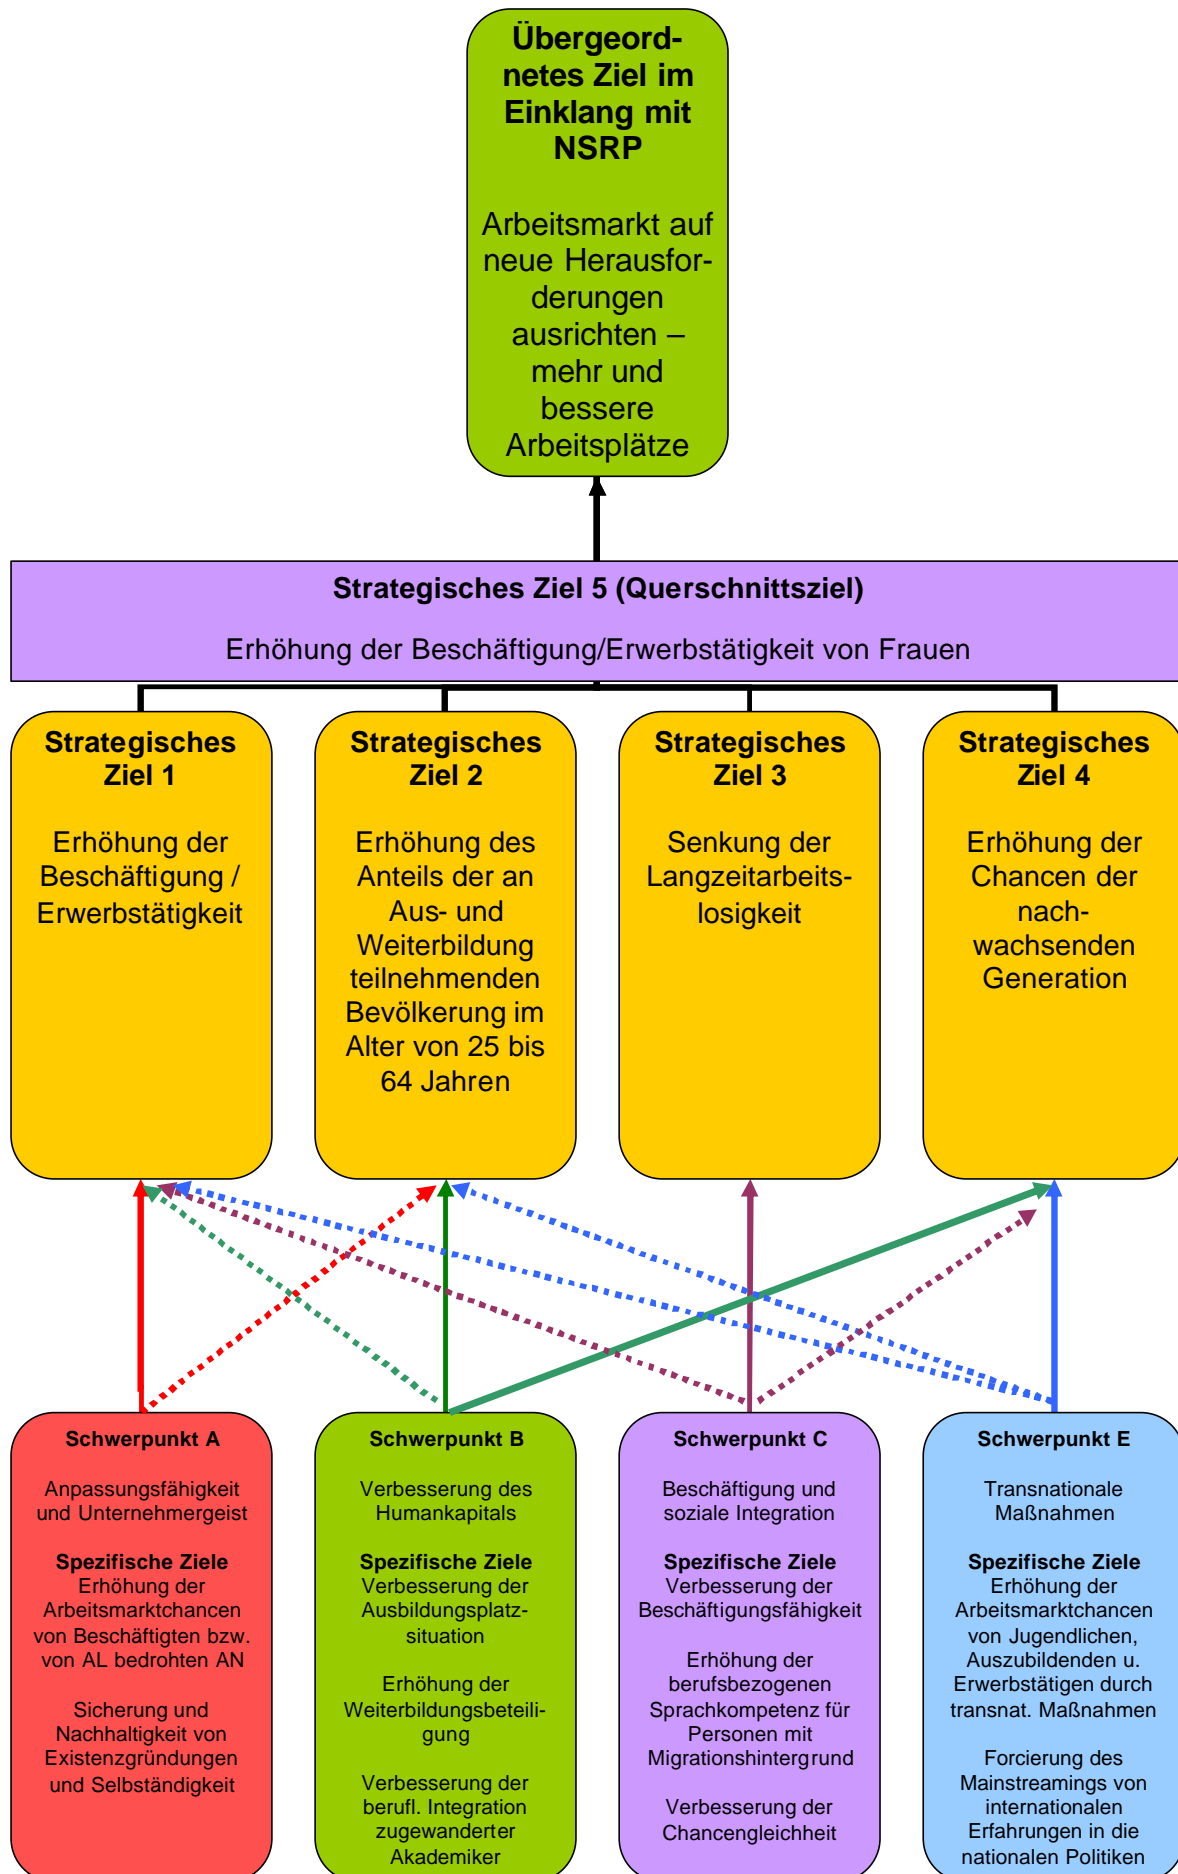 Übergeord-
netes Ziel im
Einklang mit
NSRP
Arbeitsmarkt auf
neue Herausfor-
derungen
ausrichten –
mehr und
bessere
Arbeitsplätze
Strategisches Ziel 5 (Querschnittsziel)
Erhöhung der Beschäftigung/Erwerbstätigkeit von Frauen
Strategisches
Ziel 1
Erhöhung der
Beschäftigung /
Erwerbstätigkeit
Strategisches
Ziel 2
Erhöhung des
Anteils der an
Aus- und
Weiterbildung
teilnehmenden
Bevölkerung im
Alter von 25 bis
64 Jahren
Strategisches
Ziel 3
Senkung der
Langzeitarbeits-
losigkeit
Strategisches
Ziel 4
Erhöhung der
Chancen der
nach-
wachsenden
Generation
Schwerpunkt A
Anpassungsfähigkeit
und Unternehmergeist
Spezifische Ziele
Erhöhung der
Arbeitsmarktchancen
von Beschäftigten bzw.
von AL bedrohten AN
Sicherung und
Nachhaltigkeit von
Existenzgründungen
und Selbständigkeit
Schwerpunkt B
Verbesserung des
Humankapitals
Spezifische Ziele
Verbesserung der
Ausbildungsplatz-
situation
Erhöhung der
Weiterbildungsbeteili-
gung
Verbesserung der
berufl. Integration
zugewanderter
Akademiker
Schwerpunkt C
Beschäftigung und
soziale Integration
Spezifische Ziele
Verbesserung der
Beschäftigungsfähigkeit
Erhöhung der
berufsbezogenen
Sprachkompetenz für
Personen mit
Migrationshintergrund
Verbesserung der
Chancengleichheit
Schwerpunkt E
Transnationale
Maßnahmen
Spezifische Ziele
Erhöhung der
Arbeitsmarktchancen
von Jugendlichen,
Auszubildenden u.
Erwerbstätigen durch
transnat. Maßnahmen
Forcierung des
Mainstreamings von
internationalen
Erfahrungen in die
nationalen Politiken